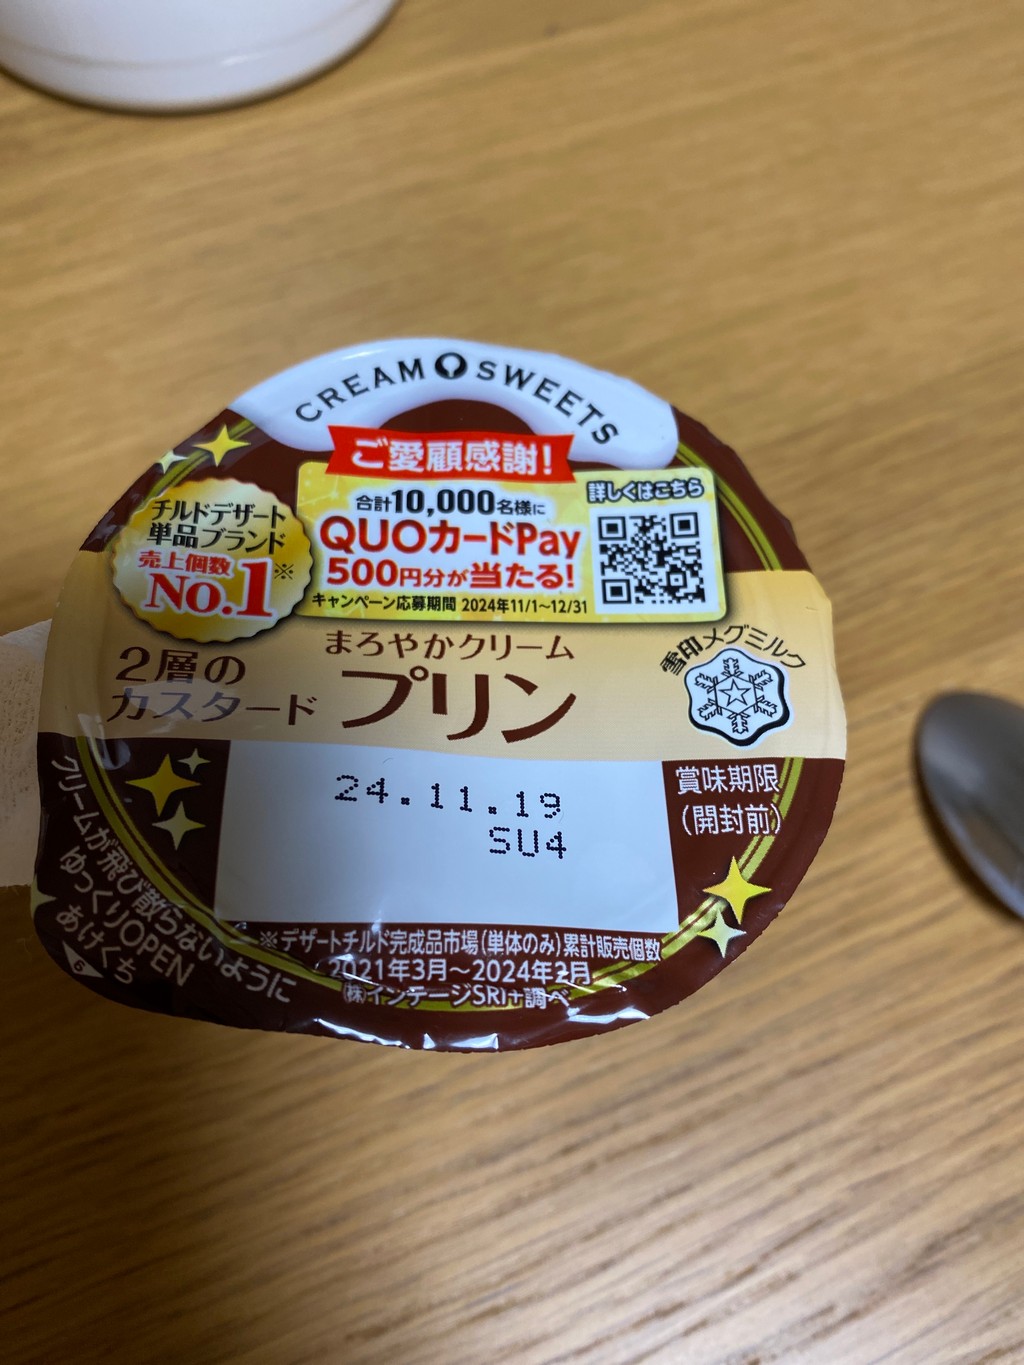 CREAM SWEETS
ご愛顧感謝!
合計10,000名様に
QUOカードPay
500円分が当たる!
キャンペーン応募期間 2024年11/1~12/31
詳しくはこちら
チルドデザート
単品ブランド
売上個数
No.1※
2層の
カスタード
まろやかクリーム
プリン
雪印メグミルク
24.11.19
SU4
賞味期限
(開封前)
クリームが飛び散らないように
ゆっくりOPEN
あけくち
6
※デザートチルド完成品市場(単体のみ)累計販売個数
2021年3月~2024年2月
㈱インテージSRI+調べ